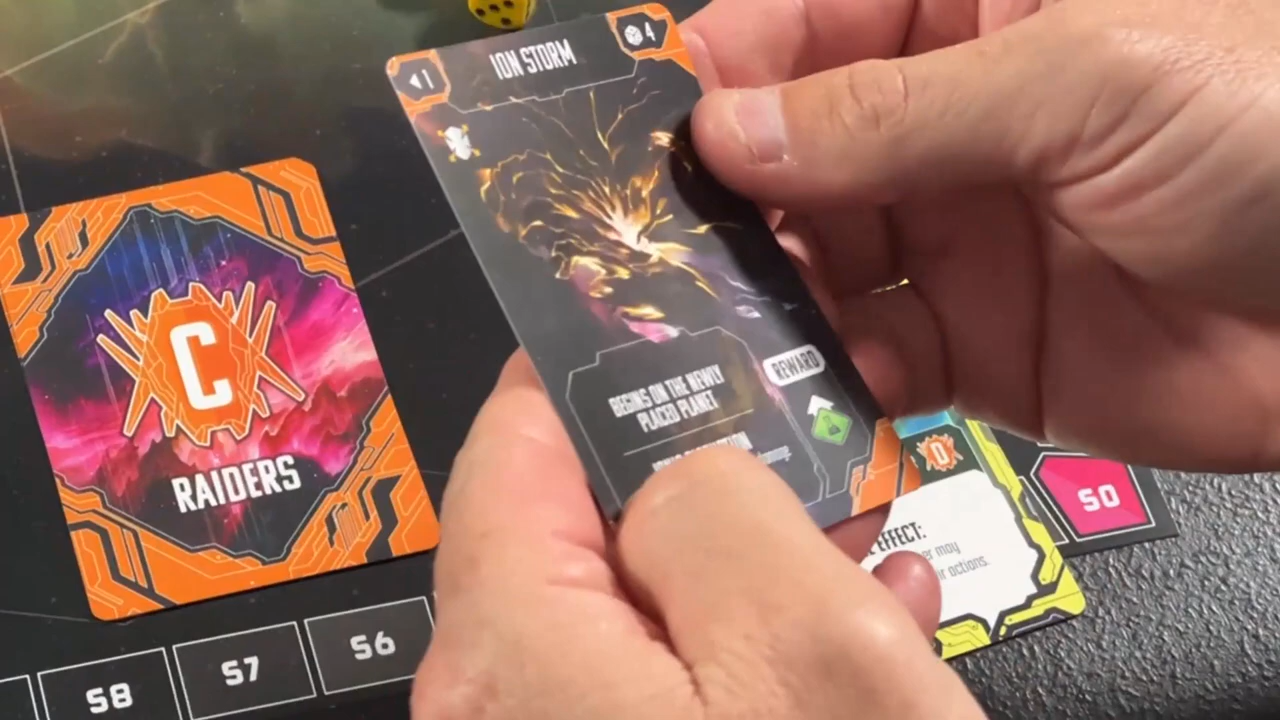 ION STORM
1
4
BEGINS ON THE NEWLY
PLACED PLANET
REWARD
C
RAIDERS
D
EFFECT:
may
actions.
50
58
57
56